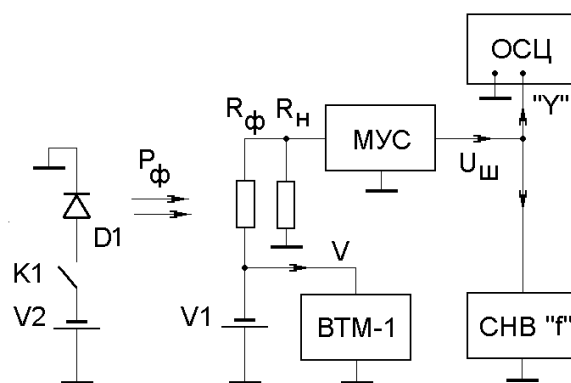 ОСЦ
"Y"
Rф
Rн
МУС
Uш
Pф
D1
K1
V
V2
V1
ВТМ-1
СНВ "f"